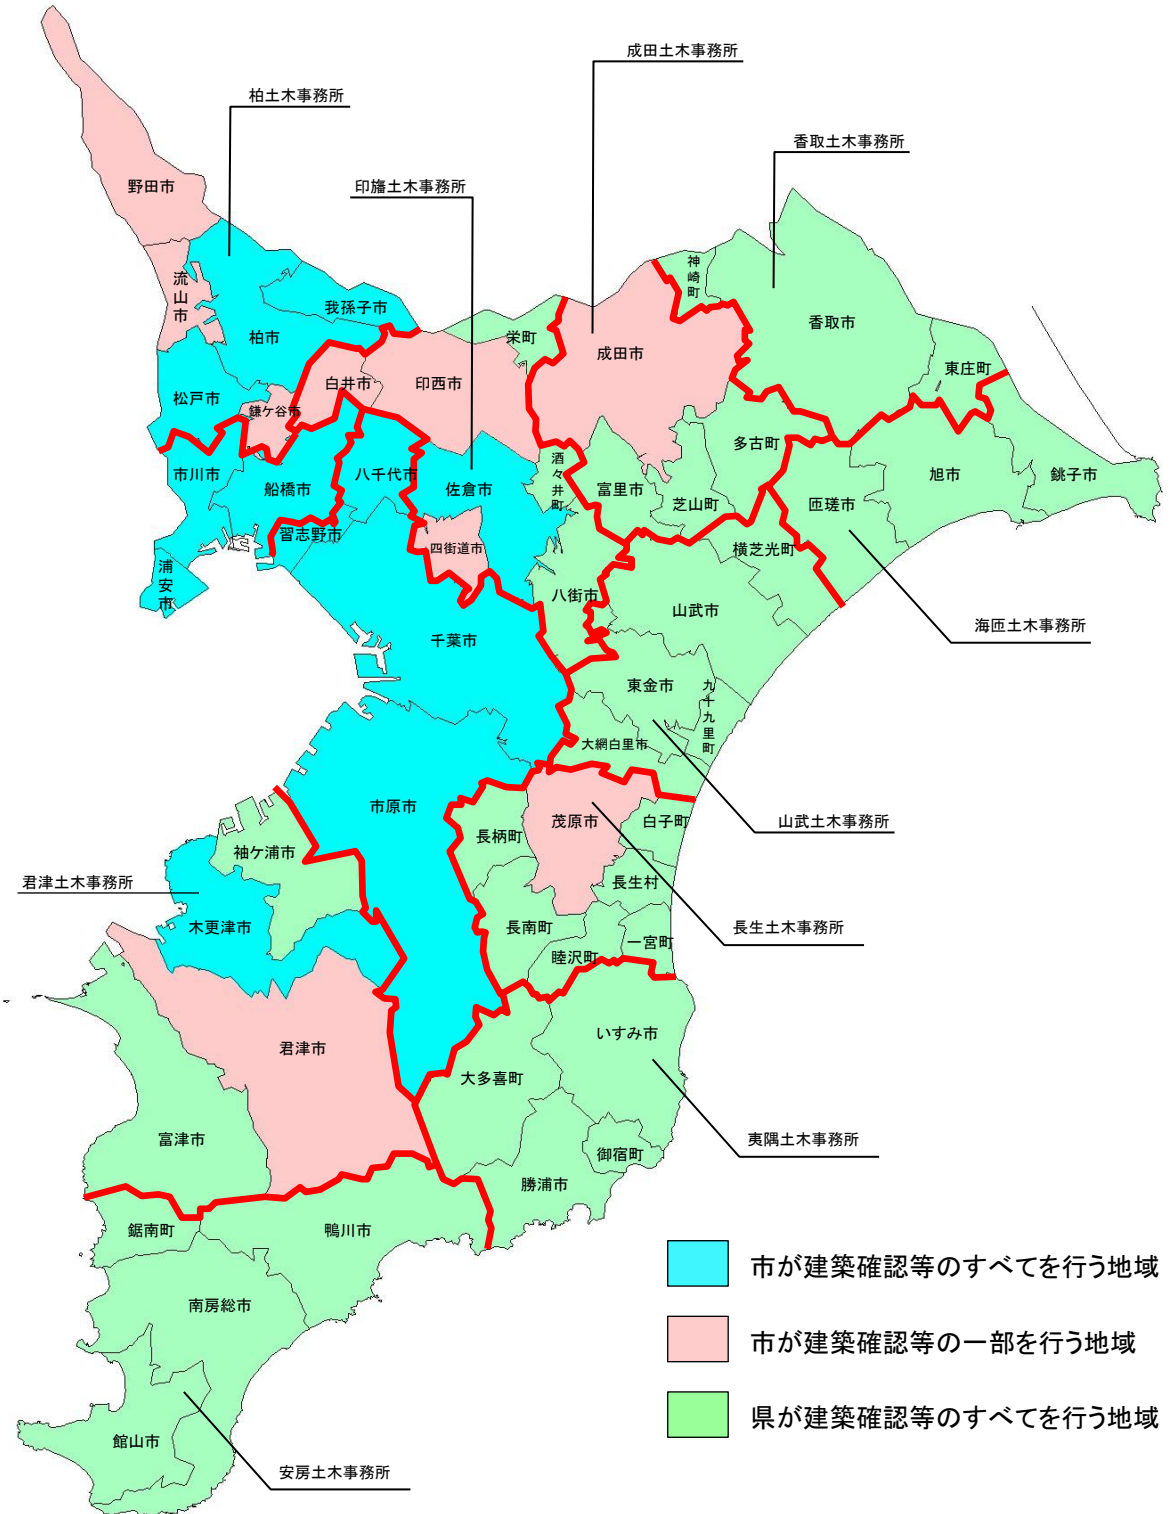 成田土木事務所
柏土木事務所
香取土木事務所
印旛土木事務所
野田市
流山市
神崎町
我孫子市
柏市
栄町
成田市
香取市
東庄町
白井市
印西市
松戸市
鎌ケ谷市
多古町
市川市
船橋市
八千代市
佐倉市
酒々井町
富里市
芝山町
匝瑳市
旭市
銚子市
習志野市
四街道市
横芝光町
浦安市
八街市
山武市
海匝土木事務所
千葉市
東金市
九十九里町
大網白里市
市原市
長柄町
茂原市
白子町
山武土木事務所
袖ケ浦市
君津土木事務所
長生村
木更津市
長南町
睦沢町
一宮町
長生土木事務所
君津市
いすみ市
大多喜町
富津市
御宿町
夷隅土木事務所
勝浦市
鋸南町
鴨川市
南房総市
館山市
安房土木事務所
市が建築確認等のすべてを行う地域
市が建築確認等の一部を行う地域
県が建築確認等のすべてを行う地域